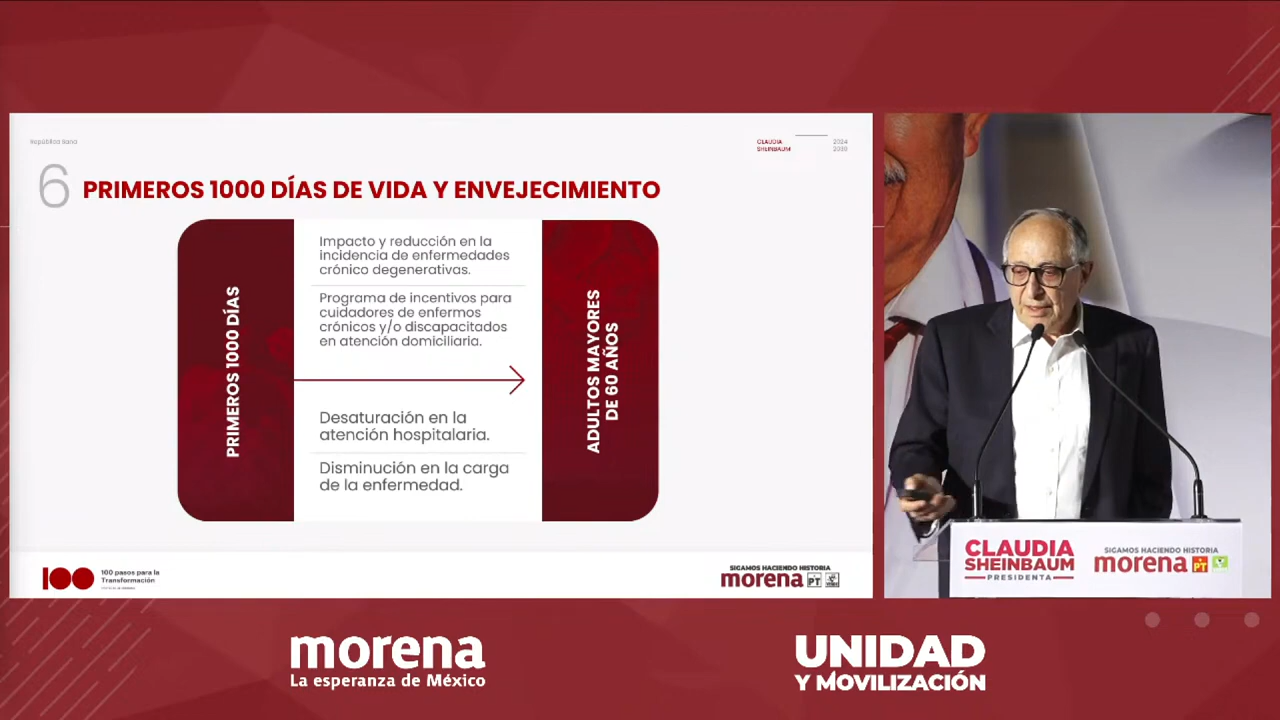 República Sana
CLAUDIA
SHEINBAUM
2024
2030
6
PRIMEROS 1000 DÍAS DE VIDA Y ENVEJECIMIENTO
PRIMEROS 1000 DÍAS
Impacto y reducción en la
incidencia de enfermedades
crónico degenerativas.
Programa de incentivos para
cuidadores de enfermos
crónicos y/o discapacitados
en atención domiciliaria.
Desaturación en la
atención hospitalaria.
Disminución en la carga
de la enfermedad.
ADULTOS MAYORES
DE 60 AÑOS
100
100 pasos para la
Transformación
SIGAMOS HACIENDO HISTORIA
morena PT
CLAUDIA
SHEINBAUM
PRESIDENTA
SIGAMOS HACIENDO HISTORIA
morena PT
morena
La esperanza de México
UNIDAD
Y MOVILIZACIÓN